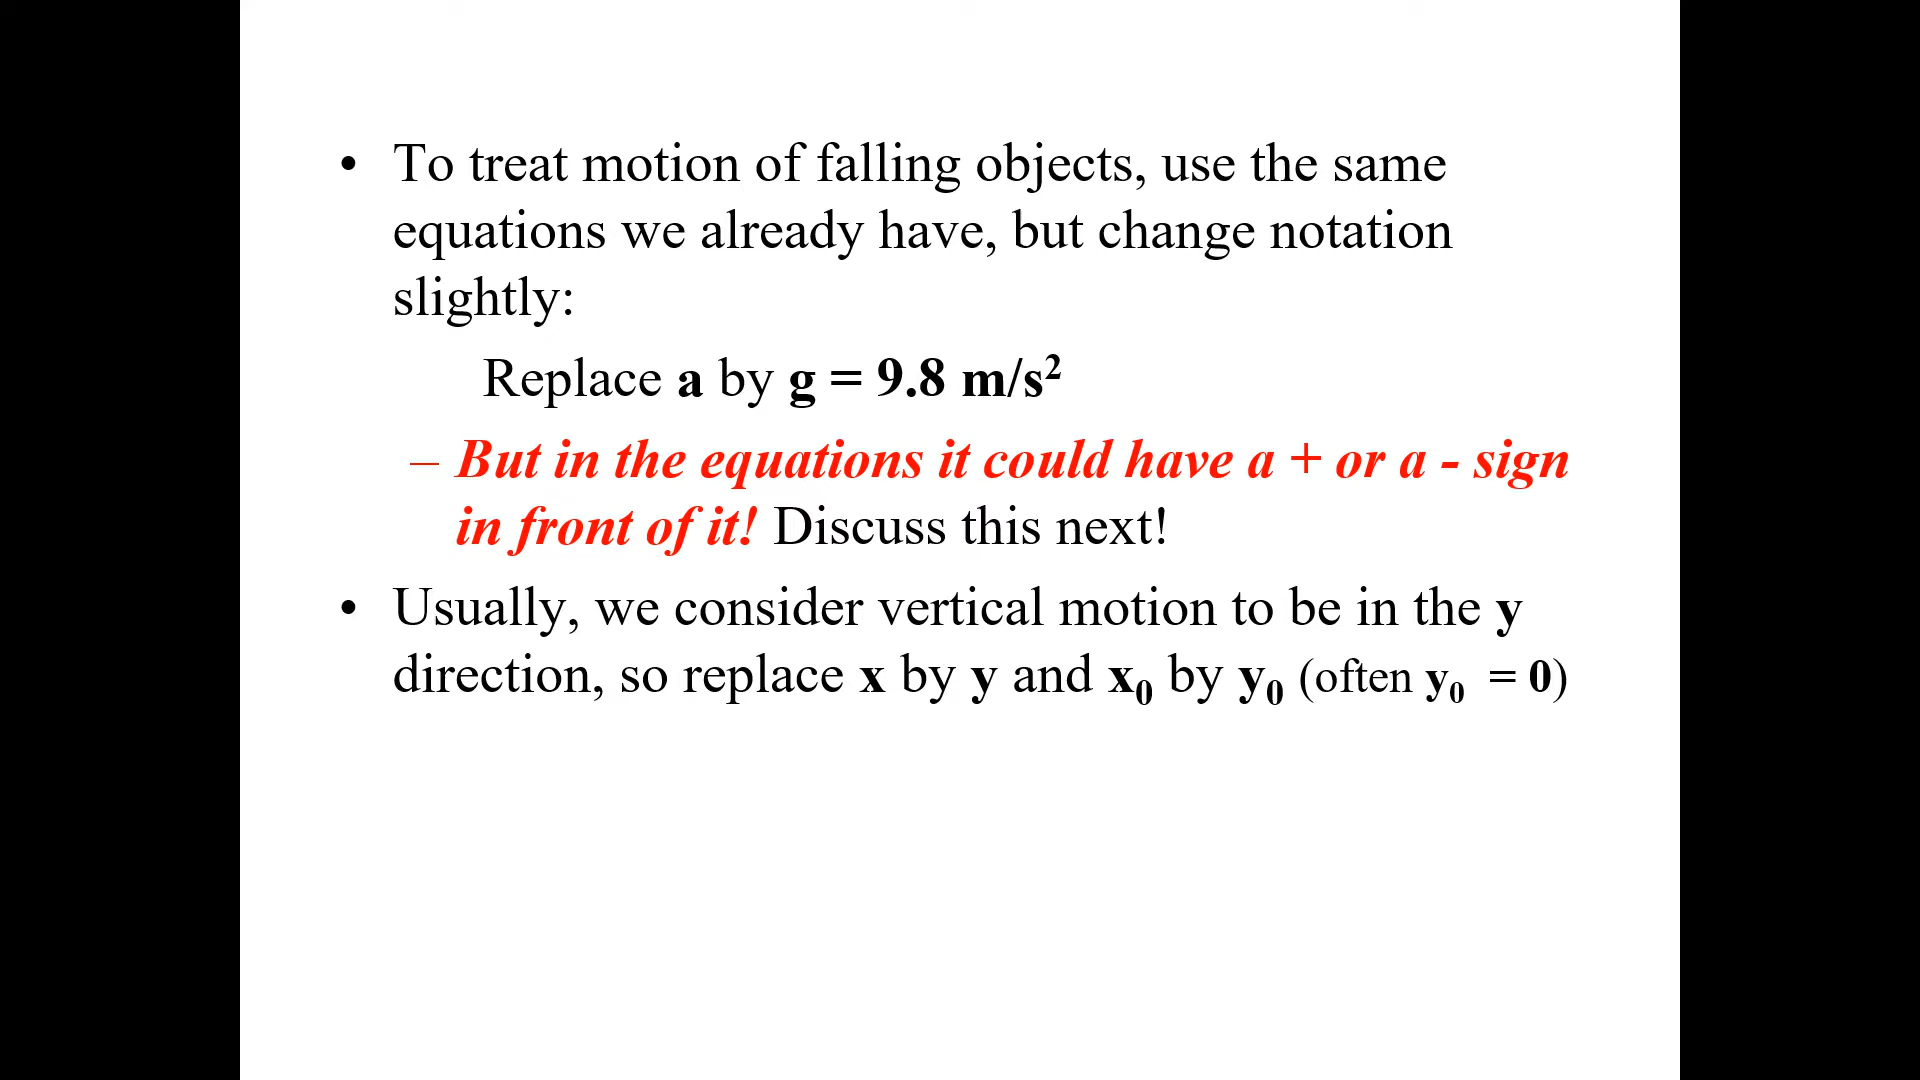 • To treat motion of falling objects, use the same
equations we already have, but change notation
slightly:
Replace a by g = 9.8 m/s²
– But in the equations it could have a + or a - sign
in front of it! Discuss this next!
• Usually, we consider vertical motion to be in the y
direction, so replace x by y and x₀ by y₀ (often y₀ = 0)